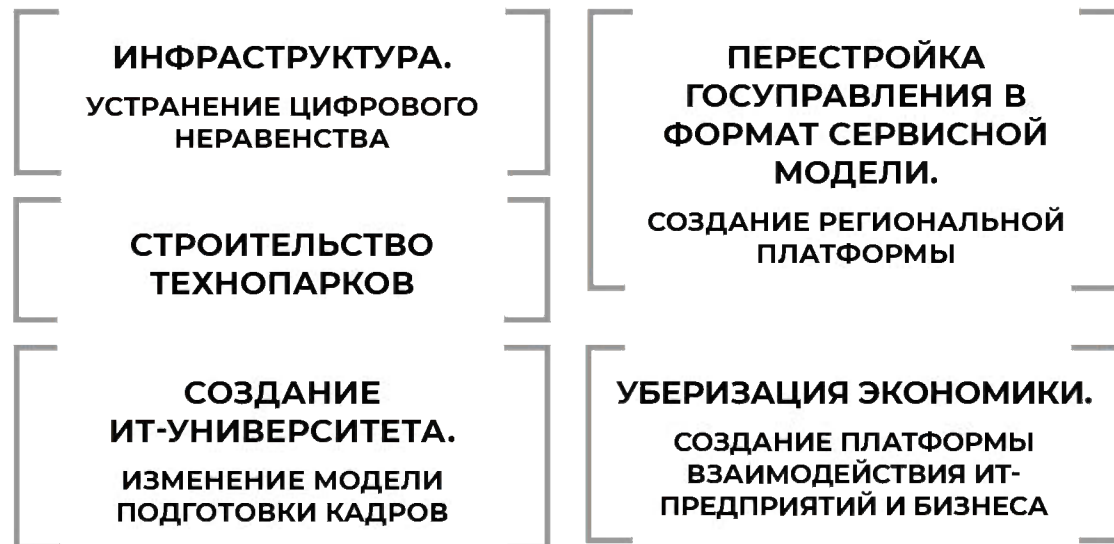 ИНФРАСТРУКТУРА.
УСТРАНЕНИЕ ЦИФРОВОГО
НЕРАВЕНСТВА
СТРОИТЕЛЬСТВО
ТЕХНОПАРКОВ
СОЗДАНИЕ
ИТ-УНИВЕРСИТЕТА.
ИЗМЕНЕНИЕ МОДЕЛИ
ПОДГОТОВКИ КАДРОВ
ПЕРЕСТРОЙКА
ГОСУПРАВЛЕНИЯ В
ФОРМАТ СЕРВИСНОЙ
МОДЕЛИ.
СОЗДАНИЕ РЕГИОНАЛЬНОЙ
ПЛАТФОРМЫ
УБЕРИЗАЦИЯ ЭКОНОМИКИ.
СОЗДАНИЕ ПЛАТФОРМЫ
ВЗАИМОДЕЙСТВИЯ ИТ-
ПРЕДПРИЯТИЙ И БИЗНЕСА